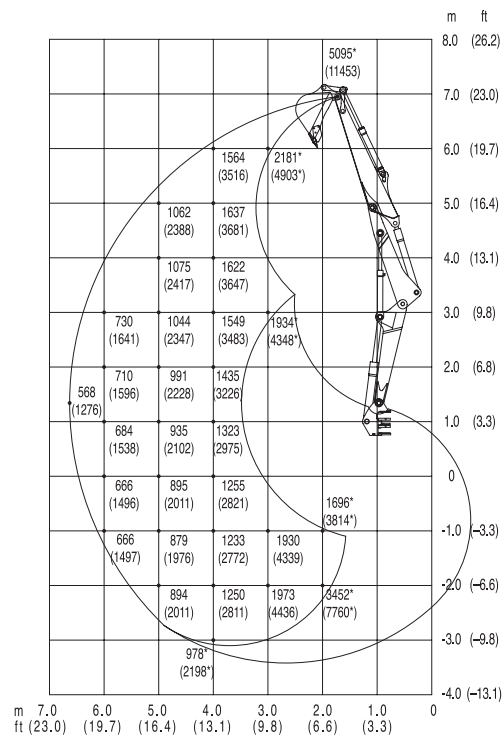 m ft
8.0 (26.2)
5095*
(11453)
7.0 (23.0)
1564 2181*
(3516) (4903*)
6.0 (19.7)
1062 1637
(2388) (3681)
5.0 (16.4)
1075 1622
(2417) (3647)
4.0 (13.1)
730 1044 1549 1934*
(1641) (2347) (3483) (4348*)
3.0 (9.8)
710 991 1435
(1596) (2228) (3226)
2.0 (6.8)
568
(1276)
684 935 1323
(1538) (2102) (2975)
1.0 (3.3)
666 895 1255
(1496) (2011) (2821)
0
1696*
(3814*)
666 879 1233 1930
(1497) (1976) (2772) (4339)
-1.0 (–3.3)
894 1250 1973 3452*
(2011) (2811) (4436) (7760*)
-2.0 (–6.6)
978*
(2198*)
-3.0 (–9.8)
-4.0 (–13.1)
m 7.0 6.0 5.0 4.0 3.0 2.0 1.0 0
ft (23.0) (19.7) (16.4) (13.1) (9.8) (6.6) (3.3)